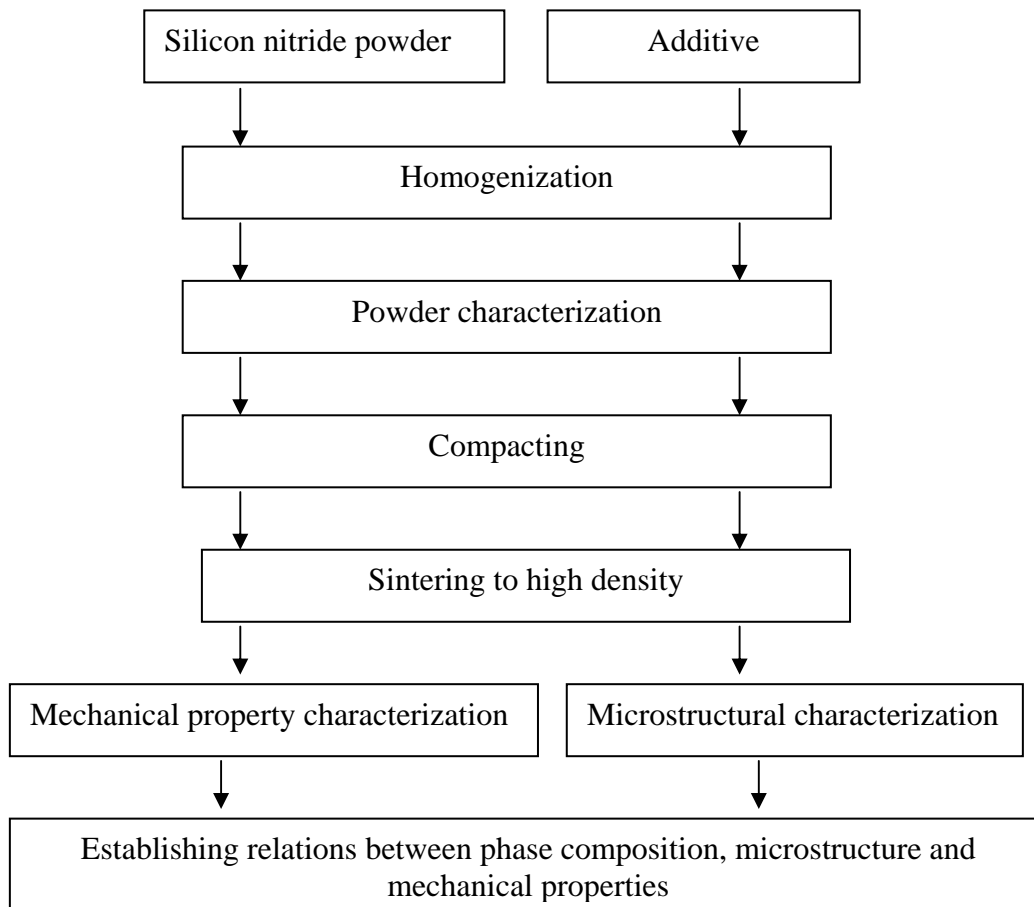 Silicon nitride powder
Additive
Homogenization
Powder characterization
Compacting
Sintering to high density
Mechanical property characterization
Microstructural characterization
Establishing relations between phase composition, microstructure and
mechanical properties